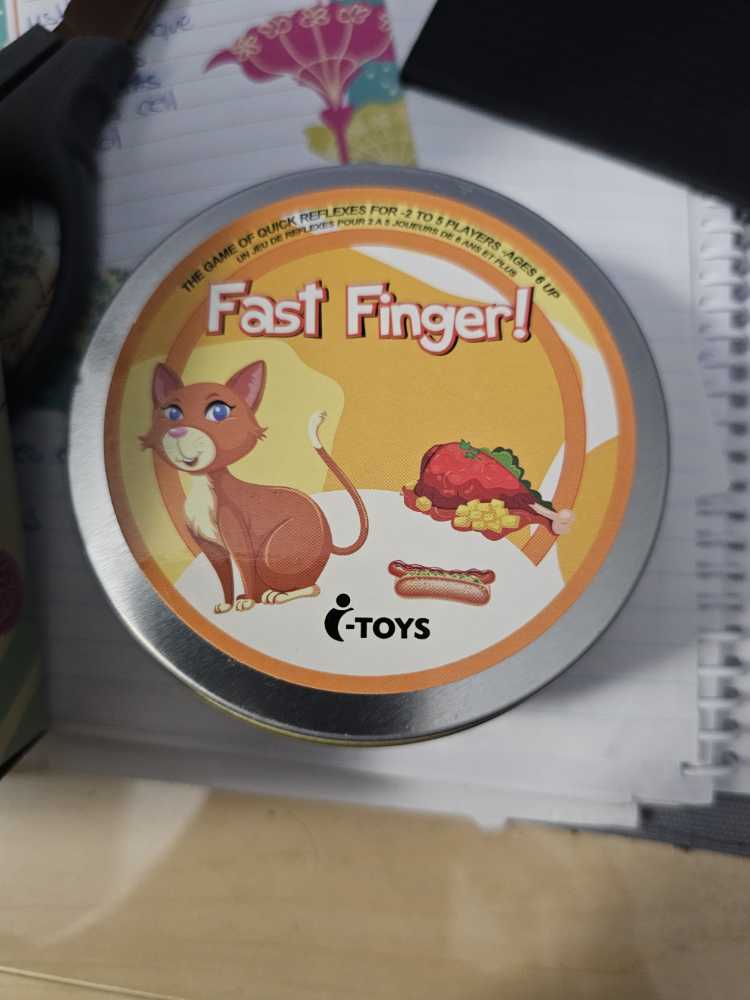 cell
THE GAME OF QUICK REFLEXES FOR -2 TO 5 PLAYERS -AGES 6 UP
UN JEU DE REFLEXES POUR 2 A 5 JOUEURS DE 6 ANS ET PLUS
Fast Finger!
i-TOYS